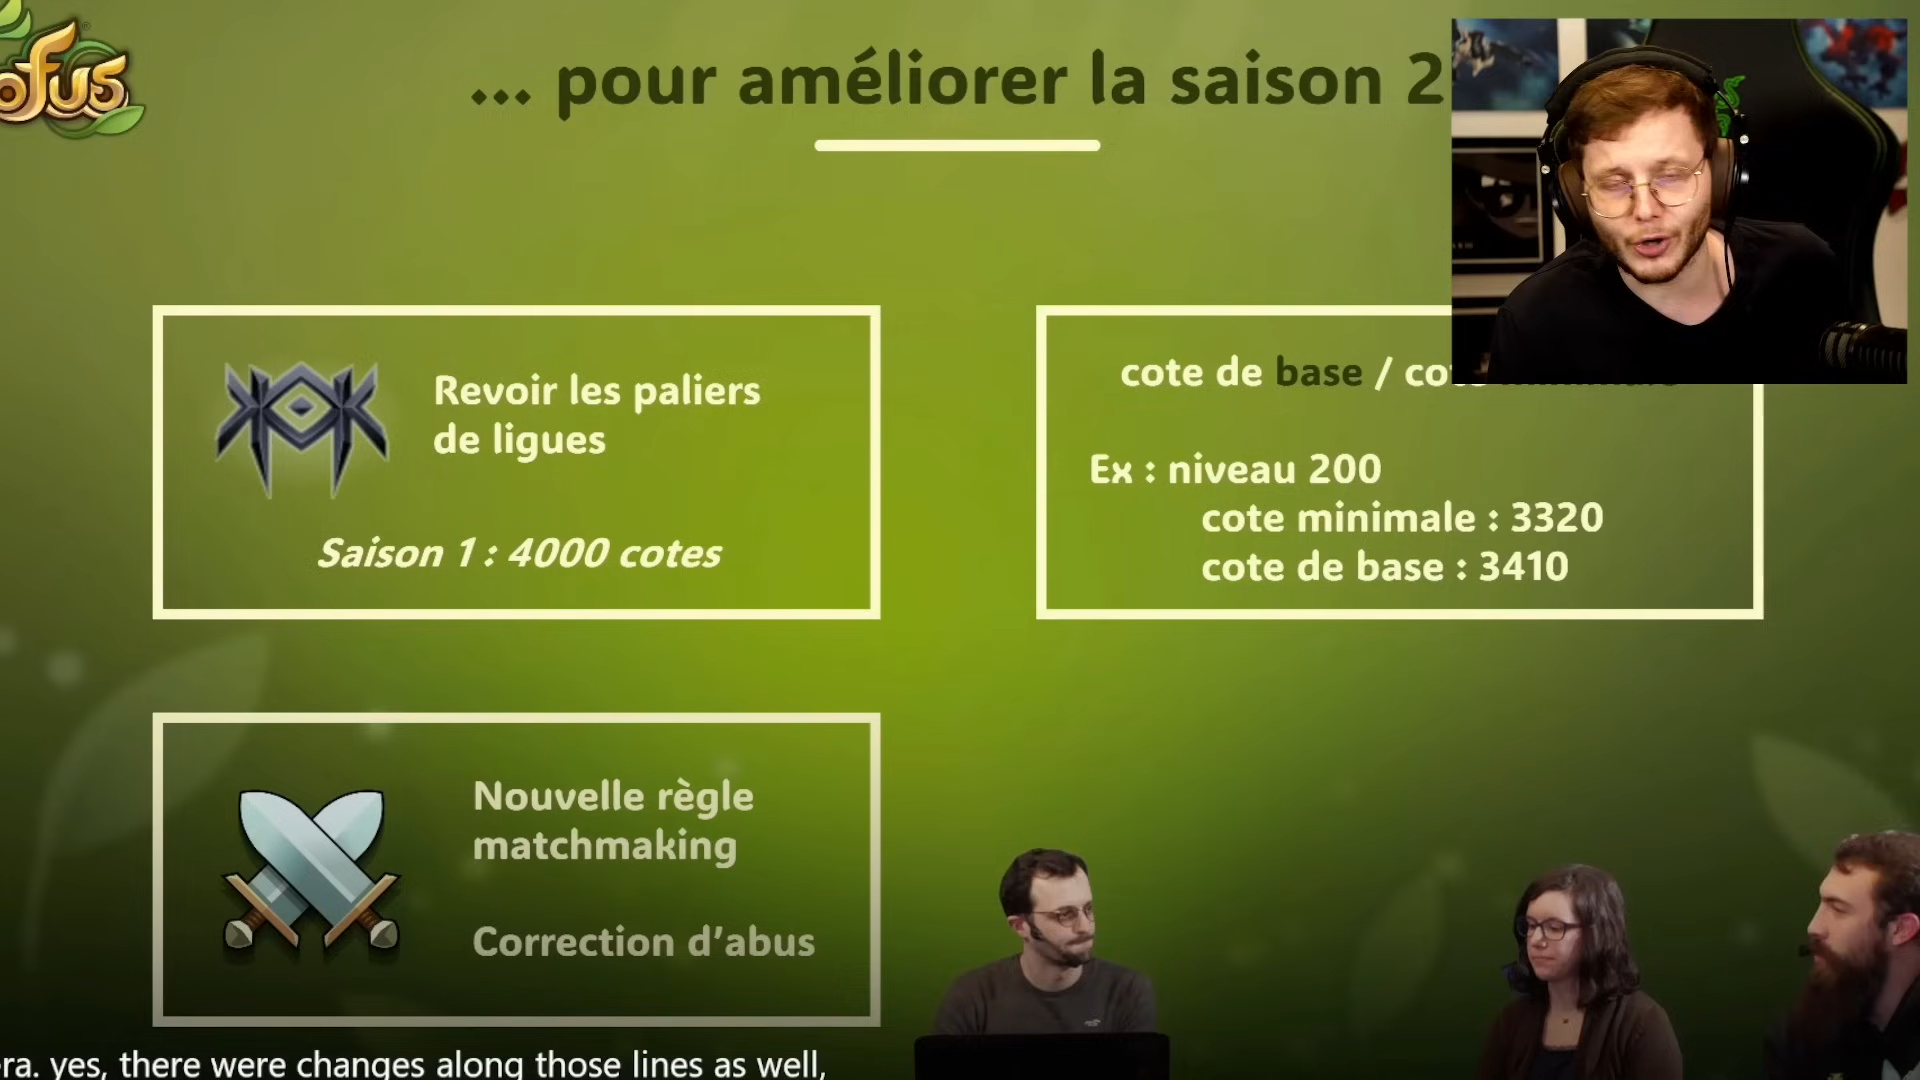 ofus
... pour améliorer la saison 2
Revoir les paliers
de ligues
Saison 1 : 4000 cotes
cote de base /
Ex : niveau 200
cote minimale : 3320
cote de base : 3410
Nouvelle règle
matchmaking
Correction d'abus
era. yes, there were changes along those lines as well,